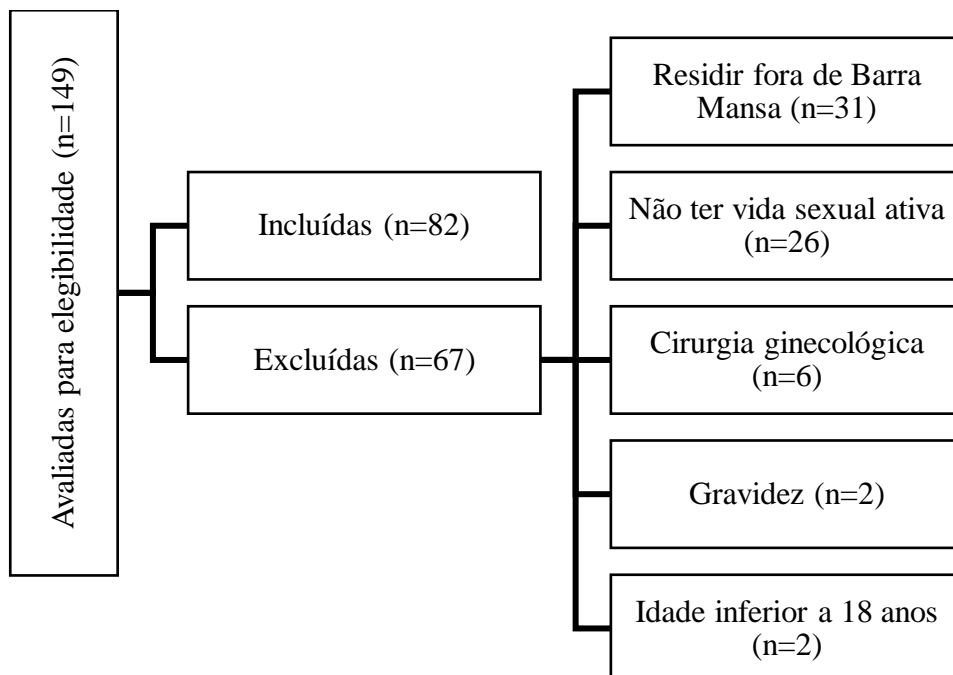 Avaliadas para elegibilidade (n=149)
Incluídas (n=82)
Excluídas (n=67)
Residir fora de Barra
Mansa (n=31)
Não ter vida sexual ativa
(n=26)
Cirurgia ginecológica
(n=6)
Gravidez (n=2)
Idade inferior a 18 anos
(n=2)